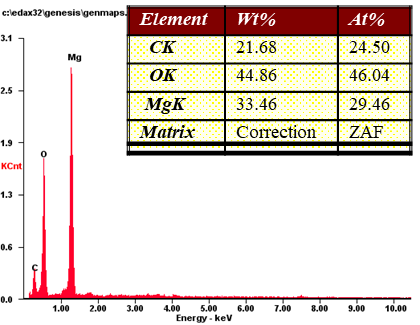 c:\edax32\genesis\genmaps.
Element Wt% At%
CK 21.68 24.50
OK 44.86 46.04
MgK 33.46 29.46
Matrix Correction ZAF
3.1
2.5
1.9
KCnt
1.3
0.6
0.0
Mg
O
C
1.00 2.00 3.00 4.00 5.00 6.00 7.00 8.00 9.00 10.00
Energy - keV